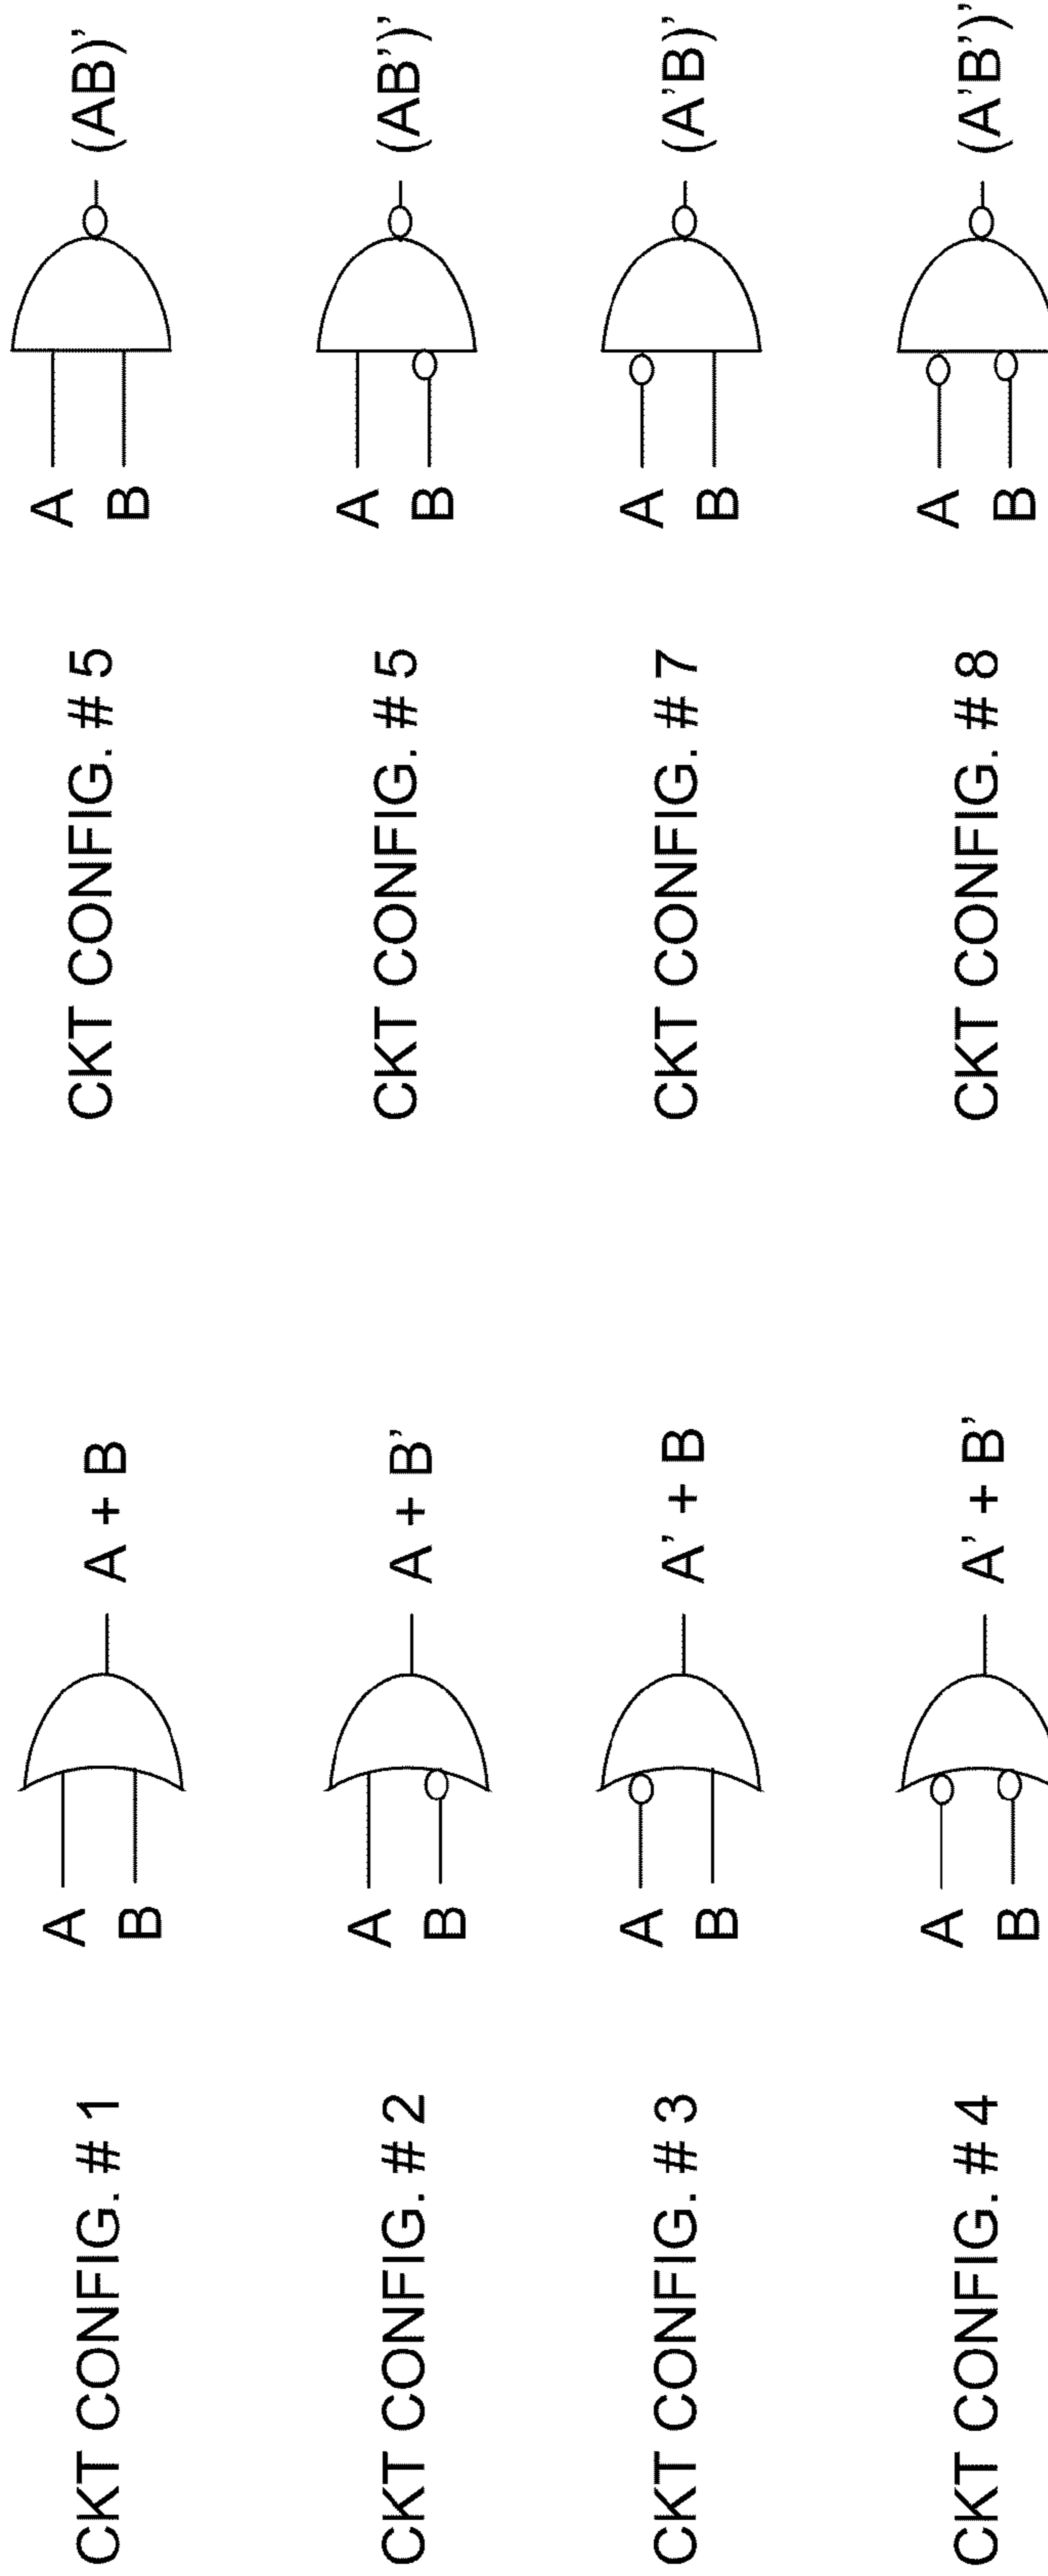 CKT CONFIG. # 1
A
B
A + B
CKT CONFIG. # 5
A
B
(AB)’
CKT CONFIG. # 2
A
B
A + B’
CKT CONFIG. # 5
A
B
(AB’)’
CKT CONFIG. # 3
A
B
A’ + B
CKT CONFIG. # 7
A
B
(A’B)’
CKT CONFIG. # 4
A
B
A’ + B’
CKT CONFIG. # 8
A
B
(A’B’)’